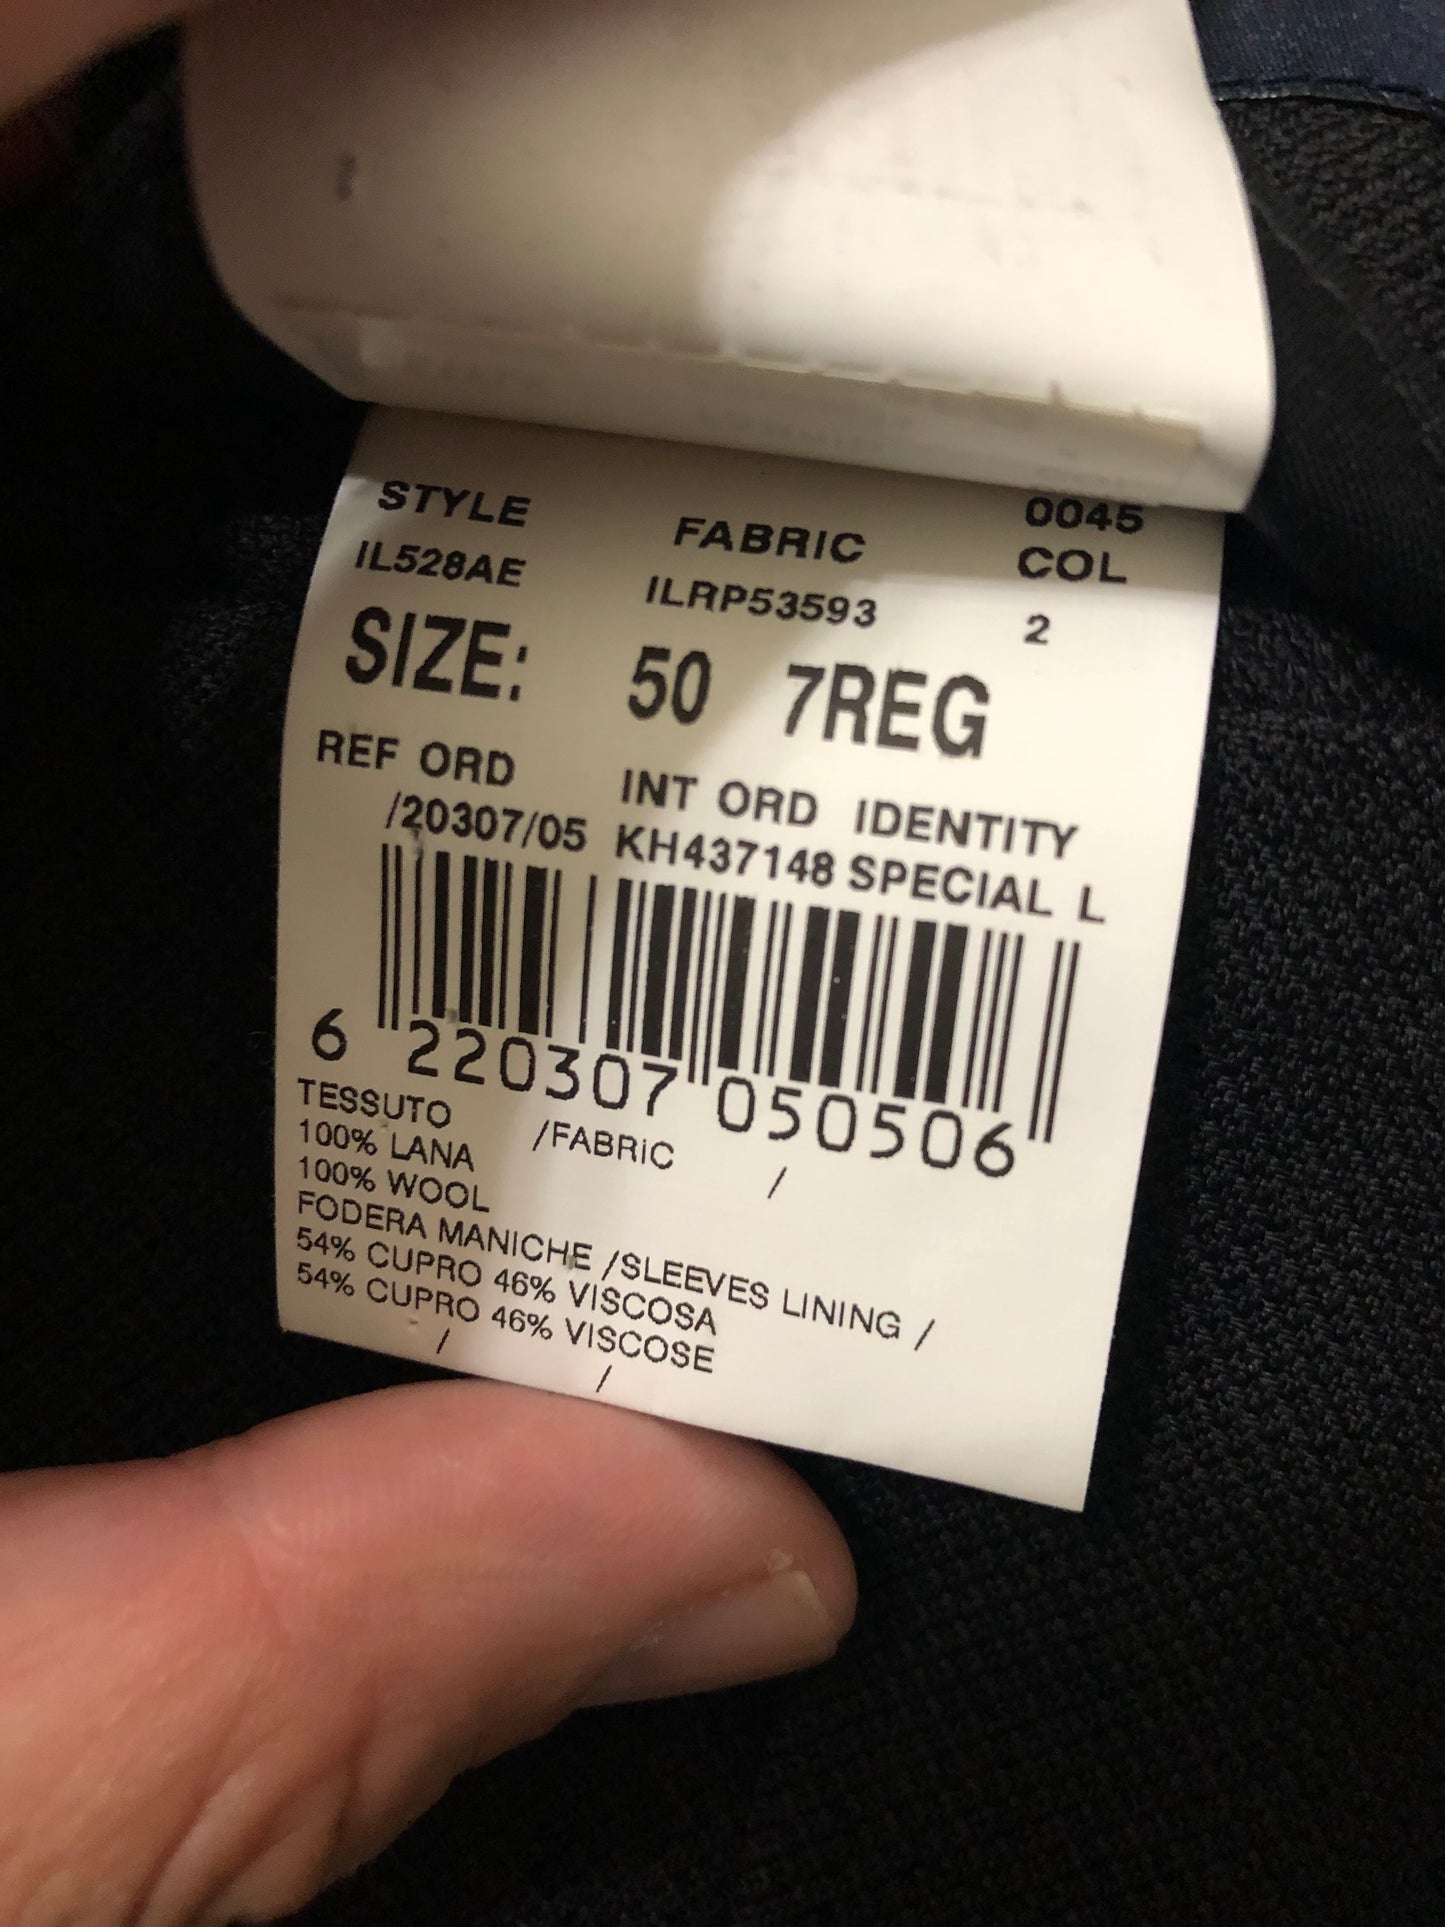 0045
STYLE FABRIC COL
IL528AE ILRP53593 2
SIZE: 50 7REG
REF ORD INT ORD IDENTITY
/20307/05 KH437148 SPECIAL L
6 220307 050506
TESSUTO /FABRIC /
100% LANA
100% WOOL
FODERA MANICHE /SLEEVES LINING /
54% CUPRO 46% VISCOSA
54% CUPRO 46% VISCOSE
/ /